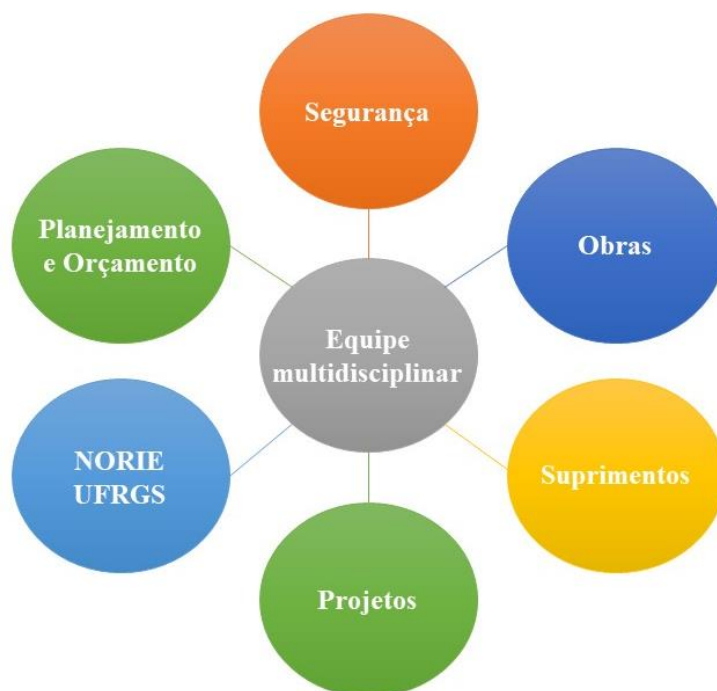 Segurança
Planejamento
e Orçamento
Obras
Equipe
multidisciplinar
NORIE
UFRGS
Suprimentos
Projetos